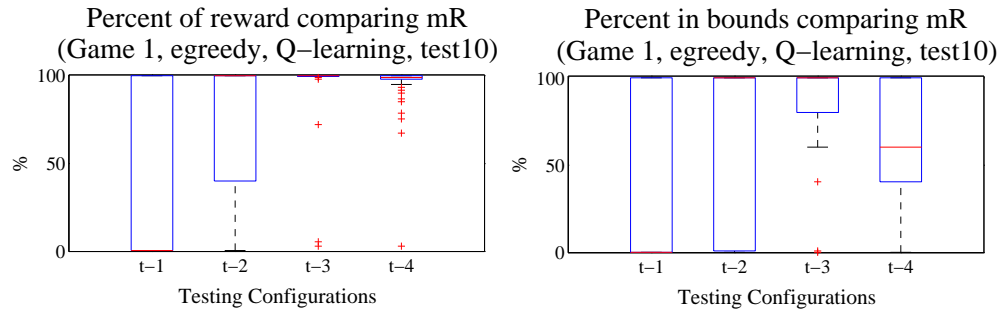 Percent of reward comparing mR
(Game 1, egreedy, Q−learning, test10)
100
50
0
%
t−1 t−2 t−3 t−4
Testing Configurations
Percent in bounds comparing mR
(Game 1, egreedy, Q−learning, test10)
100
50
0
%
t−1 t−2 t−3 t−4
Testing Configurations